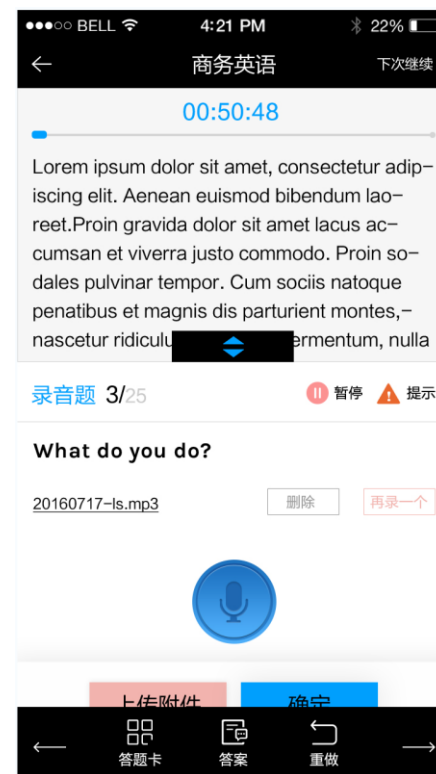 BELL 4:21 PM 22%
商务英语 下次继续
00:50:48
Lorem ipsum dolor sit amet, consectetur adip-
iscing elit. Aenean euismod bibendum lao-
reet.Proin gravida dolor sit amet lacus ac-
cumsan et viverra justo commodo. Proin so-
dales pulvinar tempor. Cum sociis natoque
penatibus et magnis dis parturient montes,-
nascetur ridiculu ermentum, nulla
录音题 3/25 暂停 提示
What do you do?
20160717-ls.mp3 删除 再录一个
上传附件 确定
答题卡 答案 重做